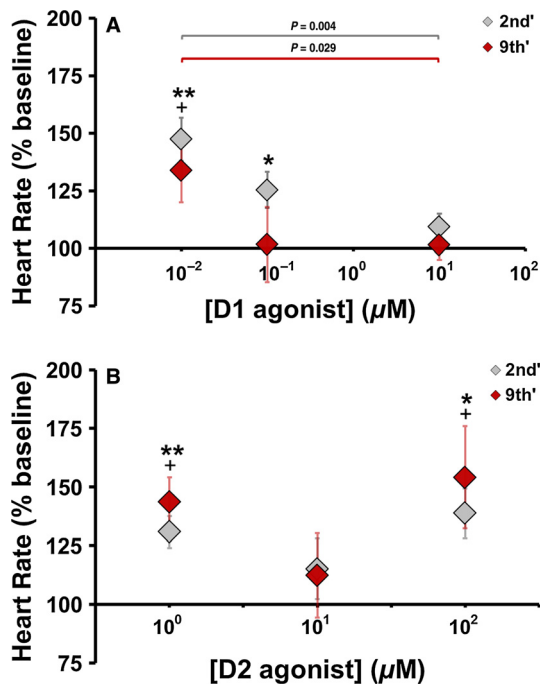 A
P = 0.004
2nd'
P = 0.029
9th'
200
175
**
+
150
*
125
100
75
10⁻² 10⁻¹ 10⁰ 10¹ 10²
Heart Rate (% baseline)
[D1 agonist] (µM)
B
2nd'
9th'
200
175
*
+
**
+
150
125
100
75
10⁰ 10¹ 10²
Heart Rate (% baseline)
[D2 agonist] (µM)